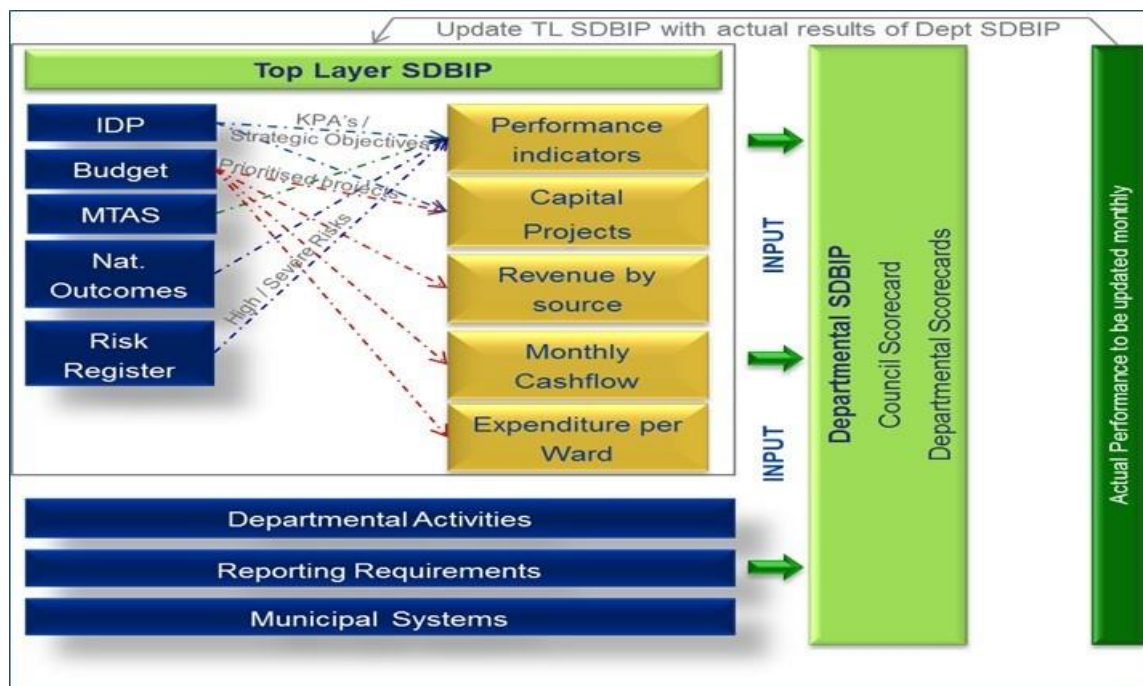 Update TL SDBIP with actual results of Dept SDBIP
Top Layer SDBIP
IDP
Budget
MTAS
Nat.
Outcomes
Risk
Register
KPA's /
Strategic Objectives
Prioritised projects
High / Severe Risks
Performance
indicators
Capital
Projects
Revenue by
source
Monthly
Cashflow
Expenditure per
Ward
INPUT
INPUT
Departmental SDBIP
Council Scorecard
Departmental Scorecards
Actual Performance to be updated monthly
Departmental Activities
Reporting Requirements
Municipal Systems